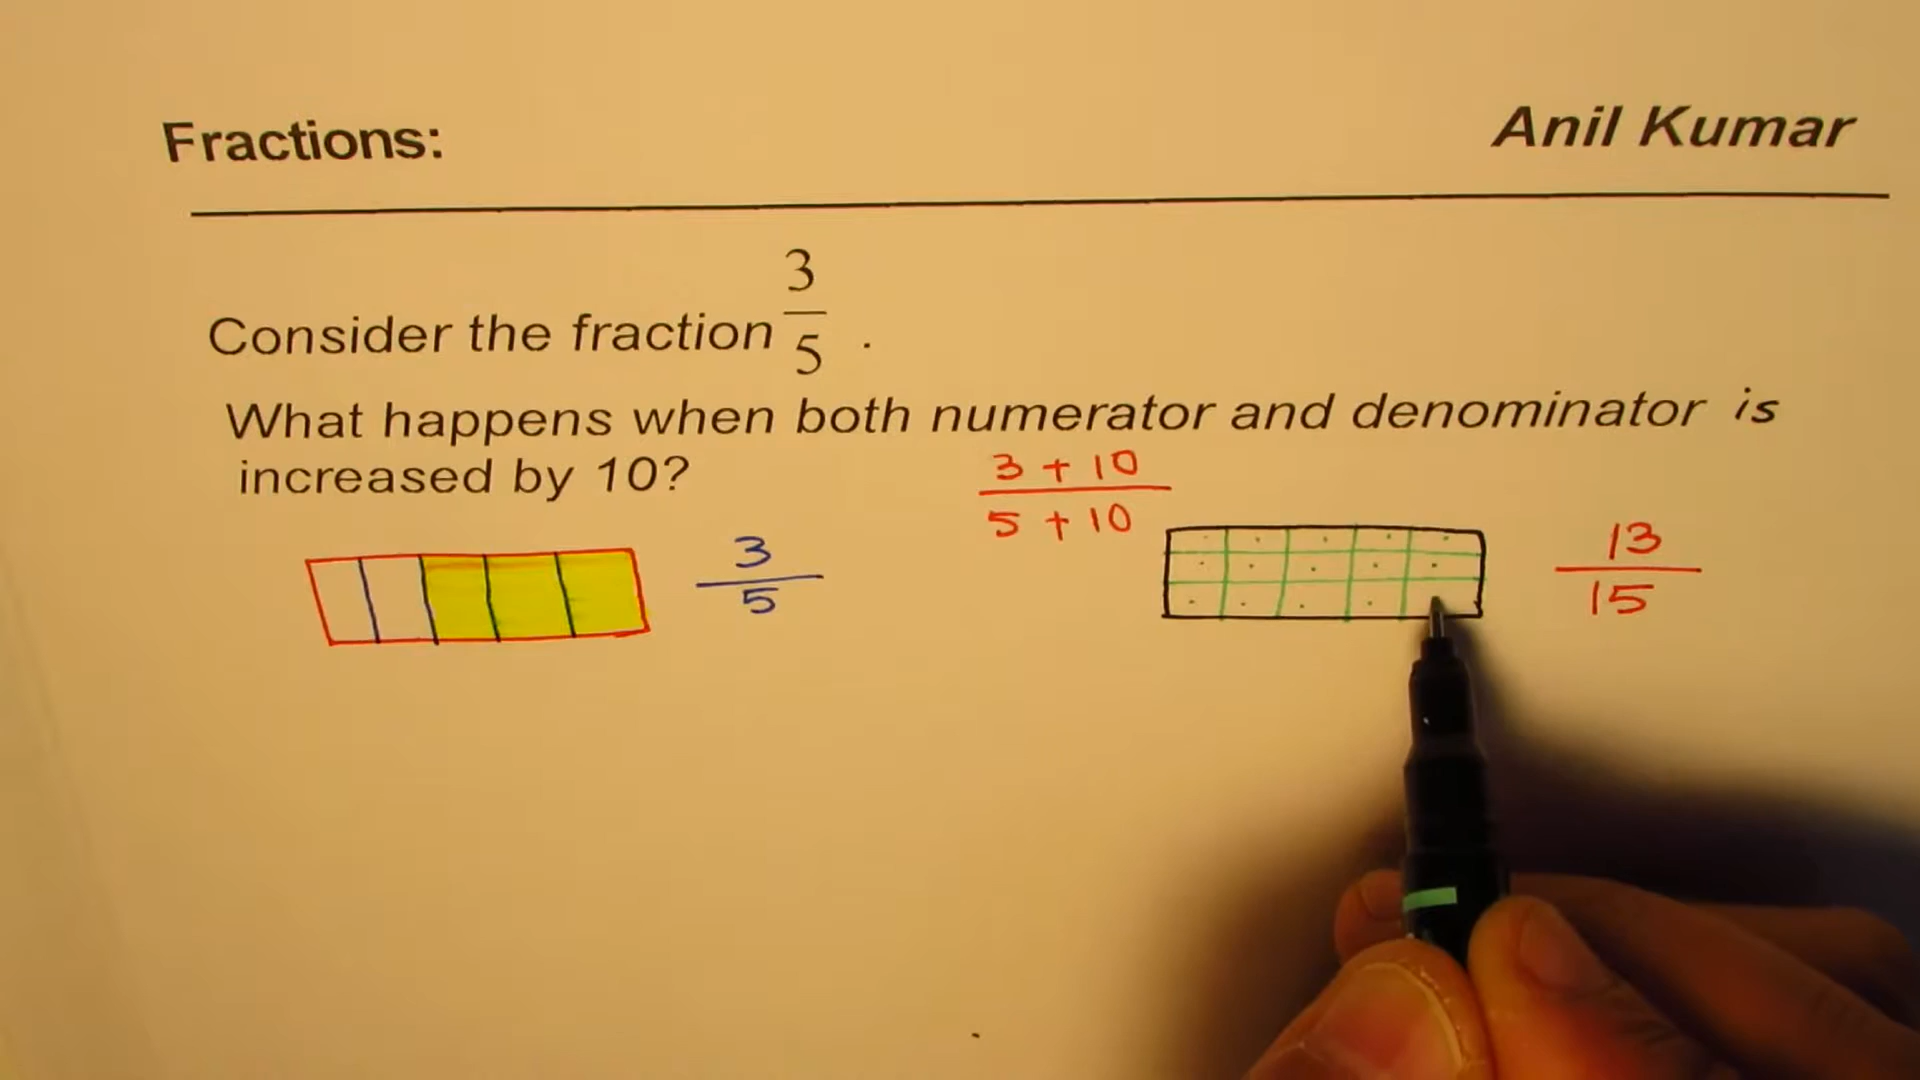 Fractions:
Anil Kumar
Consider the fraction 3/5 .
What happens when both numerator and denominator is
increased by 10?
3 + 10
5 + 10
3
5
13
15